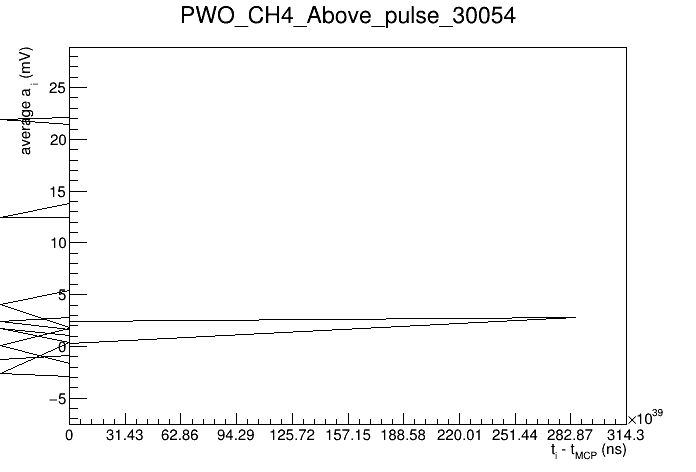 PWO_CH4_Above_pulse_30054
average a_i (mV)
25
20
15
10
5
0
−5
×10^39
0 31.43 62.86 94.29 125.72 157.15 188.58 220.01 251.44 282.87 314.3
t_i - t_MCP (ns)